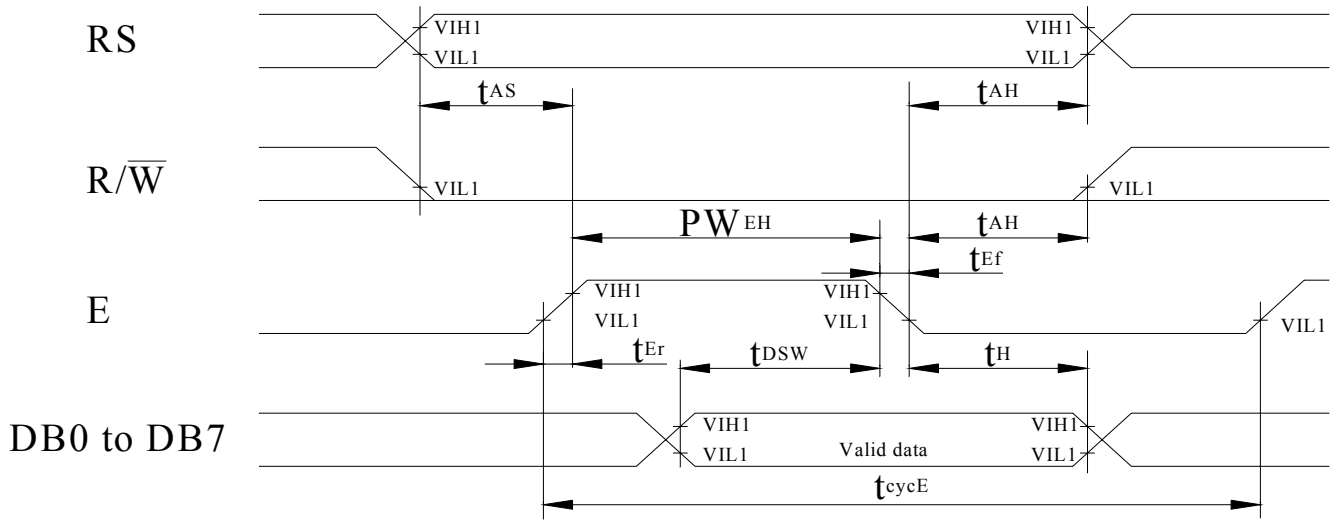 RS
VIH1
VIL1
VIH1
VIL1
tAS
tAH
R/W̅
VIL1
VIL1
PWEH
tAH
tEf
E
VIH1
VIL1
VIH1
VIL1
VIL1
tEr
tDSW
tH
DB0 to DB7
VIH1
VIL1
Valid data
VIH1
VIL1
tcycE